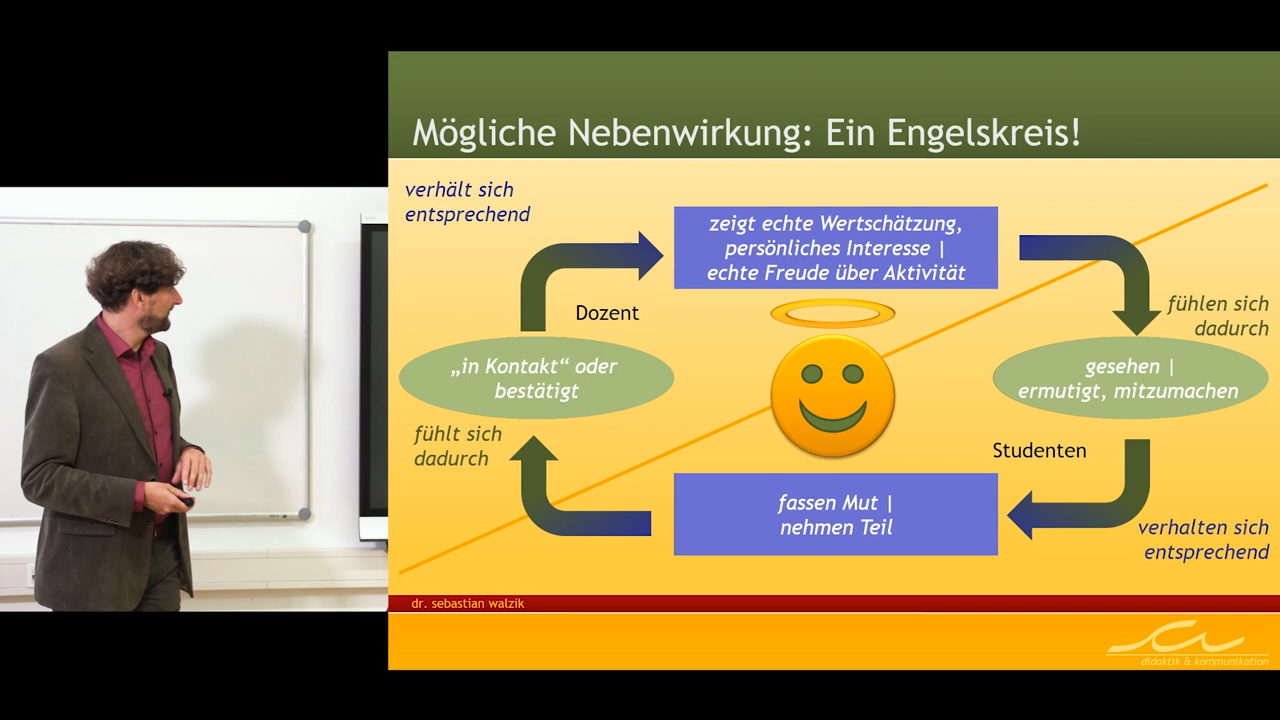 Mögliche Nebenwirkung: Ein Engelskreis!
verhält sich
entsprechend
zeigt echte Wertschätzung,
persönliches Interesse |
echte Freude über Aktivität
fühlen sich
dadurch
Dozent
„in Kontakt“ oder
bestätigt
gesehen |
ermutigt, mitzumachen
fühlt sich
dadurch
Studenten
fassen Mut |
nehmen Teil
verhalten sich
entsprechend
dr. sebastian walzik
didaktik & kommunikation